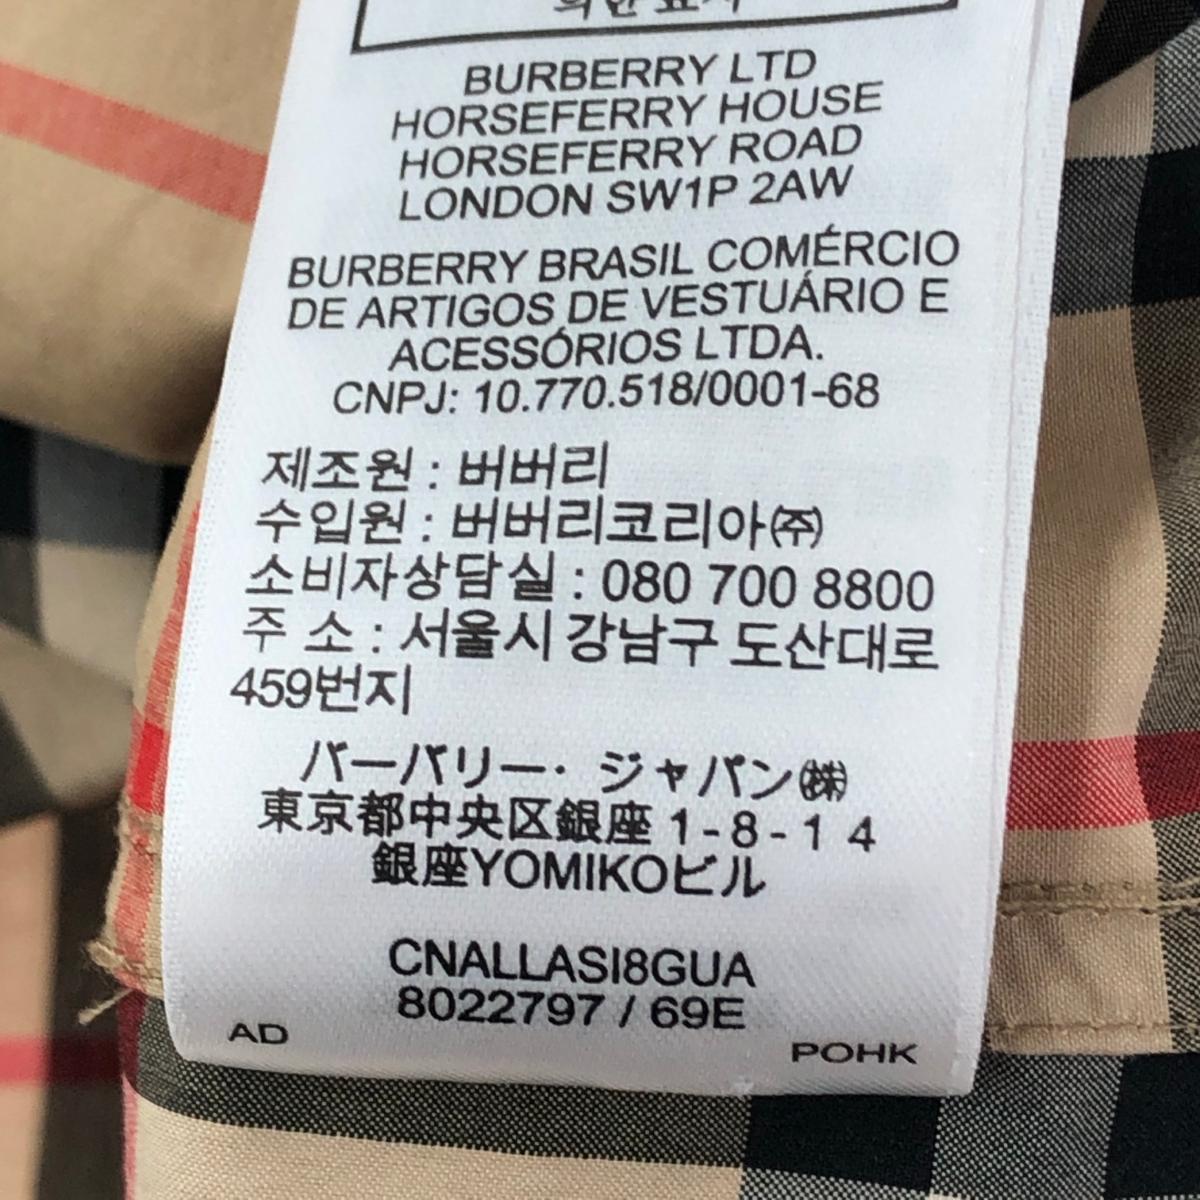 BURBERRY LTD
HORSEFERRY HOUSE
HORSEFERRY ROAD
LONDON SW1P 2AW
BURBERRY BRASIL COMÉRCIO
DE ARTIGOS DE VESTUÁRIO E
ACESSÓRIOS LTDA.
CNPJ: 10.770.518/0001-68
제조원 : 버버리
수입원 : 버버리코리아㈜
소비자상담실 : 080 700 8800
주 소 : 서울시 강남구 도산대로
459번지
バーバリー・ジャパン㈱
東京都中央区銀座 1-8-14
銀座YOMIKOビル
CNALLASI8GUA
8022797 / 69E
AD
POHK